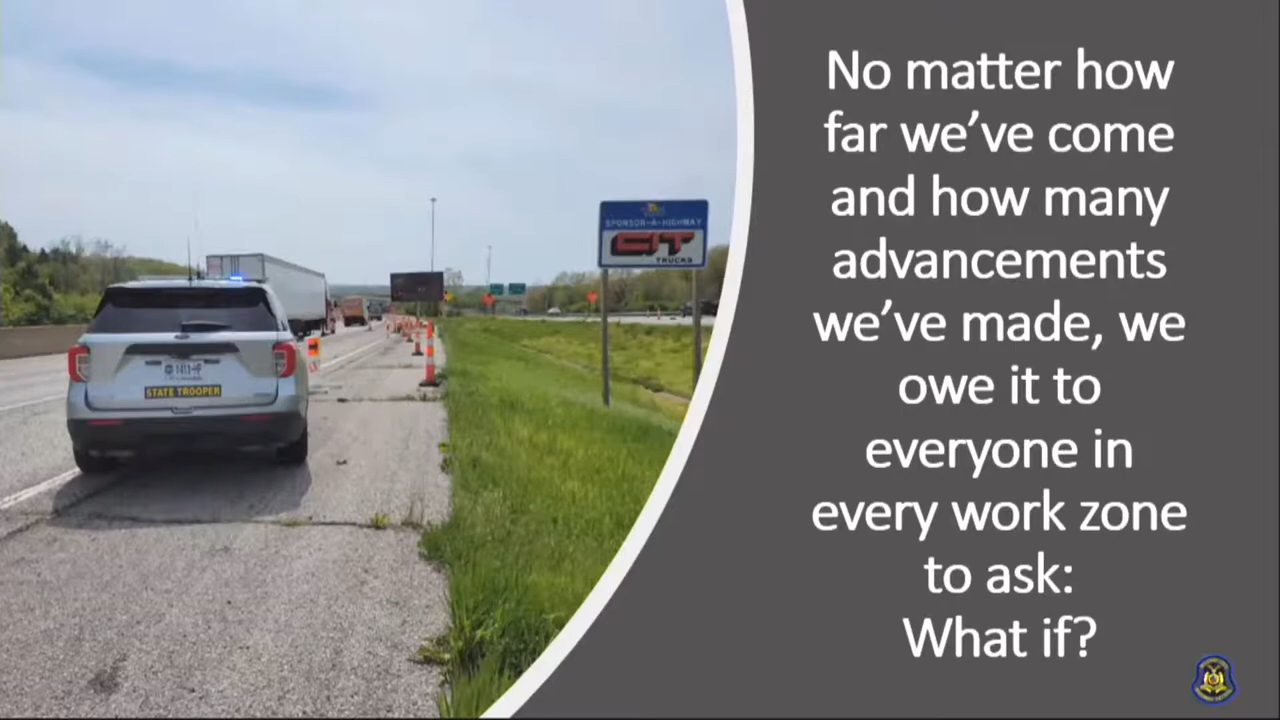 No matter how
far we've come
and how many
advancements
we've made, we
owe it to
everyone in
every work zone
to ask:
What if?
SPONSOR-A-HIGHWAY
CIT
TRUCKS
STATE TROOPER